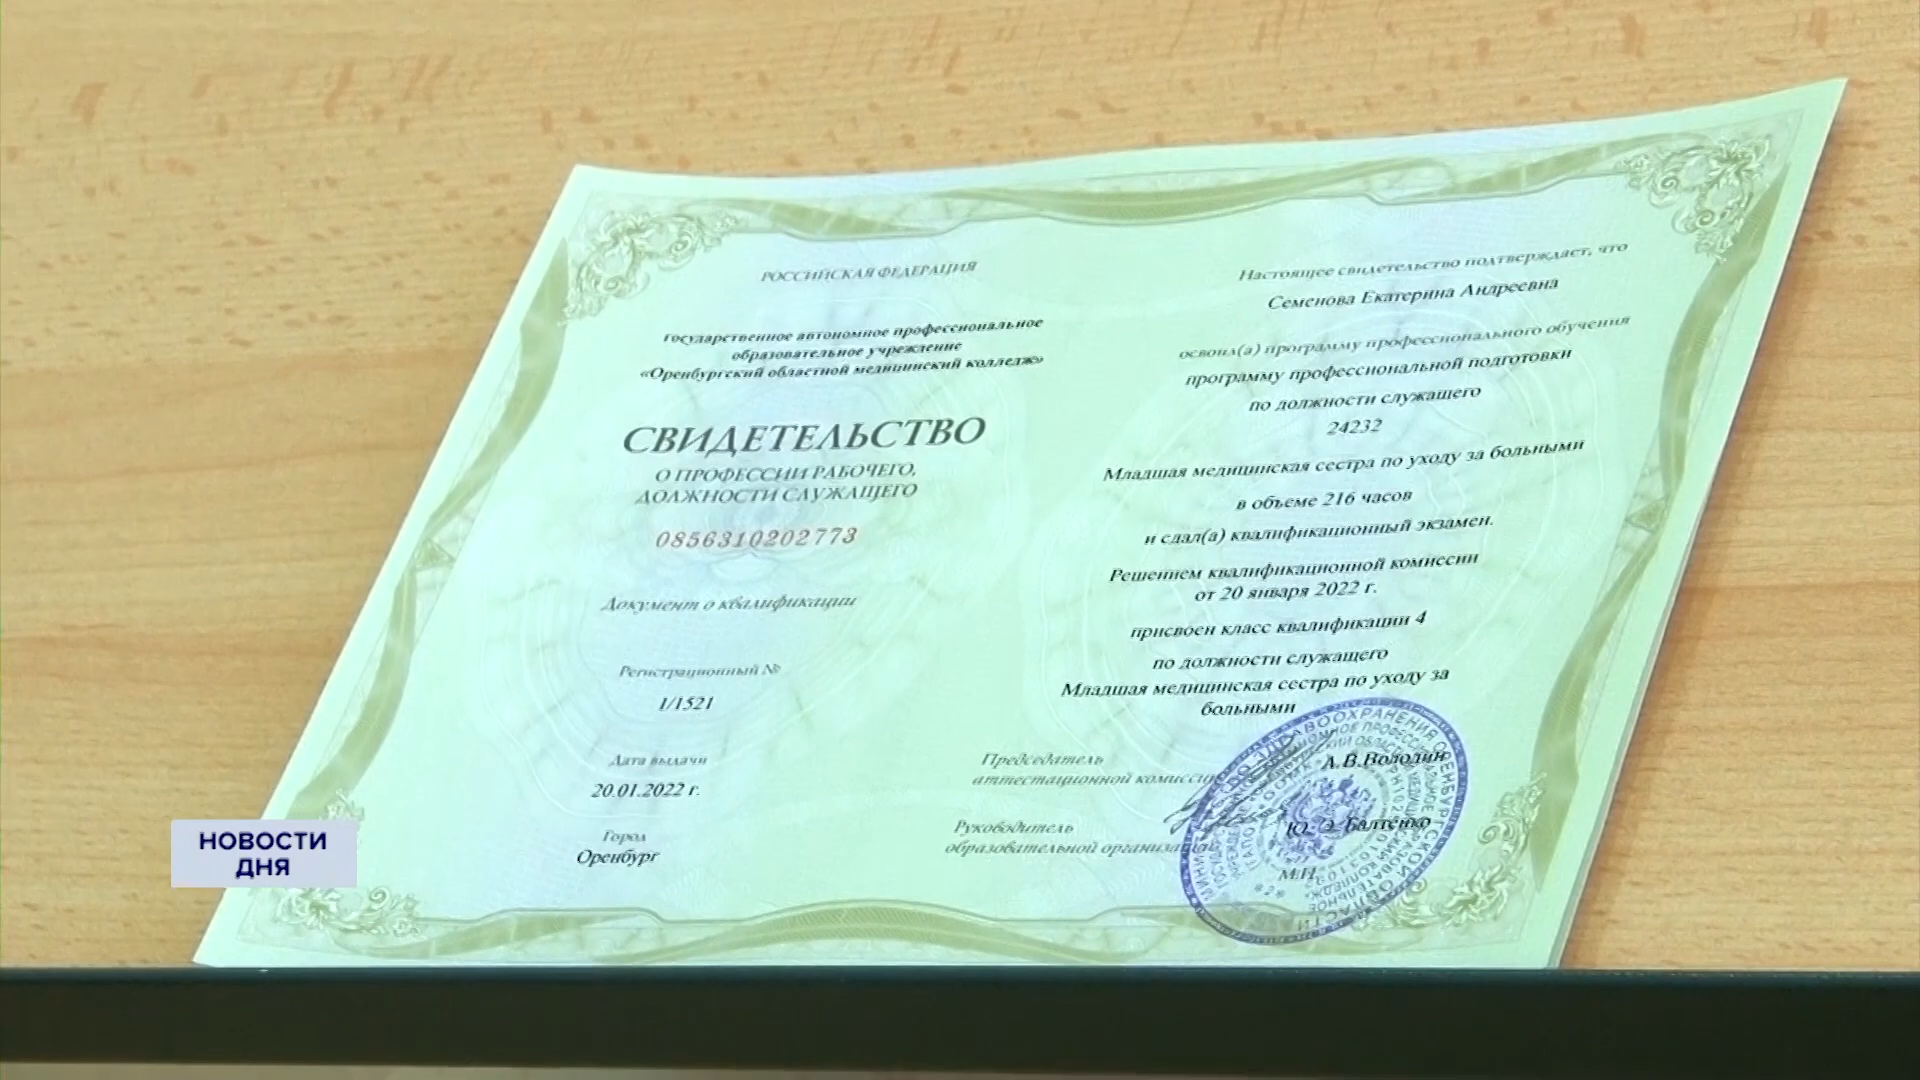 РОССИЙСКАЯ ФЕДЕРАЦИЯ
Государственное автономное профессиональное
образовательное учреждение
«Оренбургский областной медицинский колледж»
СВИДЕТЕЛЬСТВО
О ПРОФЕССИИ РАБОЧЕГО,
ДОЛЖНОСТИ СЛУЖАЩЕГО
0856310202773
Документ о квалификации
Регистрационный №
1/1521
Дата выдачи
20.01.2022 г.
Город
Оренбург
Настоящее свидетельство подтверждает, что
Семенова Екатерина Андреевна
освоил(а) программу профессионального обучения
программу профессиональной подготовки
по должности служащего
24232
Младшая медицинская сестра по уходу за больными
в объеме 216 часов
и сдал(а) квалификационный экзамен.
Решением квалификационной комиссии
от 20 января 2022 г.
присвоен класс квалификации 4
по должности служащего
Младшая медицинская сестра по уходу за
больными
Председатель
аттестационной комиссии
А.В.Володин
Руководитель
образовательной организации
Ю. Э. Балтенко
М.П.
ЗДРАВООХРАНЕНИЯ ОРЕНБУРГСКОЙ ОБЛАСТИ
НОВОСТИ
ДНЯ